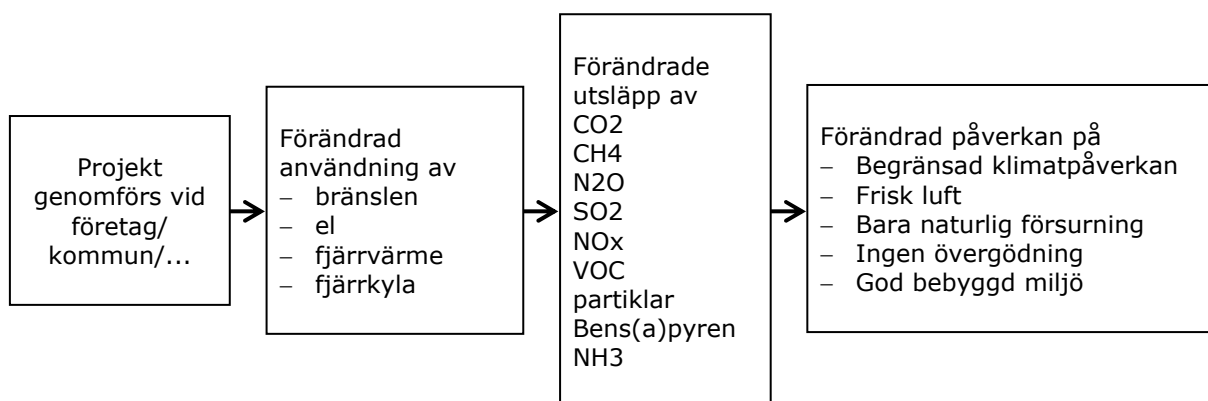 Projekt
genomförs vid
företag/
kommun/...
Förändrad
användning av
– bränslen
– el
– fjärrvärme
– fjärrkyla
Förändrade
utsläpp av
CO2
CH4
N2O
SO2
NOx
VOC
partiklar
Bens(a)pyren
NH3
Förändrad påverkan på
– Begränsad klimatpåverkan
– Frisk luft
– Bara naturlig försurning
– Ingen övergödning
– God bebyggd miljö